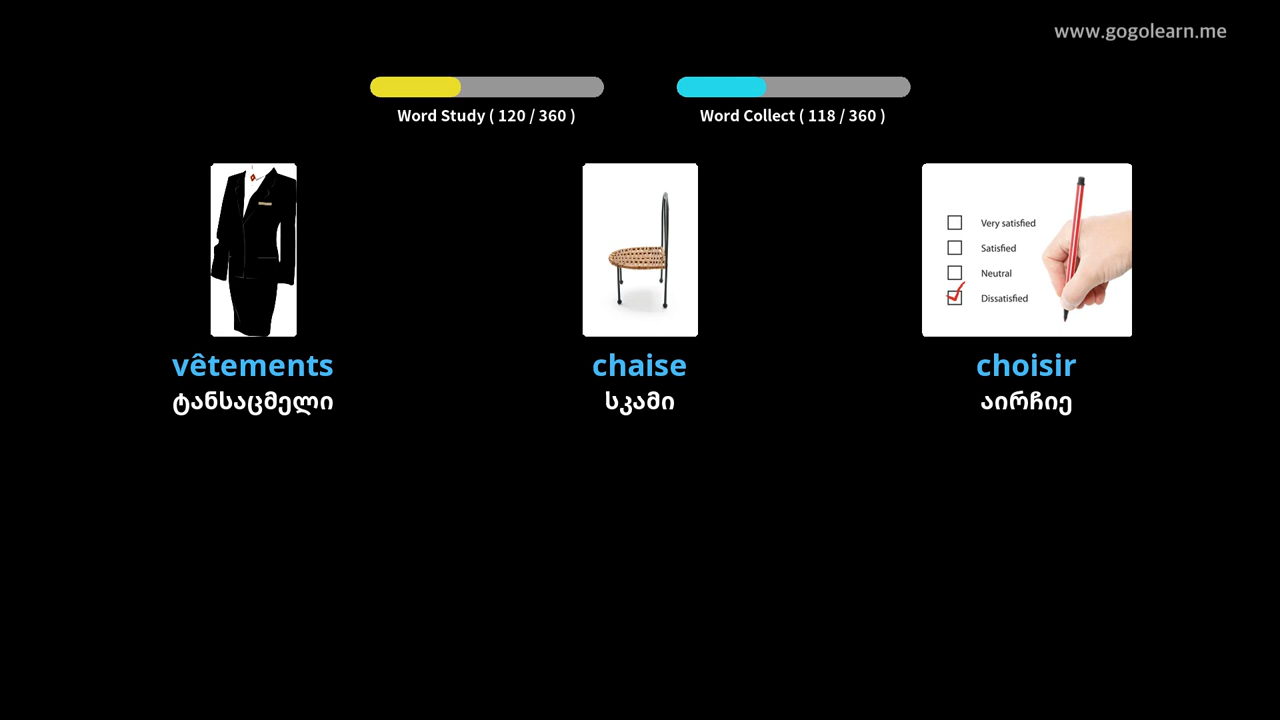 www.gogolearn.me
Word Study ( 120 / 360 )
Word Collect ( 118 / 360 )
Very satisfied
Satisfied
Neutral
Dissatisfied
vêtements
chaise
choisir
ტანსაცმელი
სკამი
აირჩიე